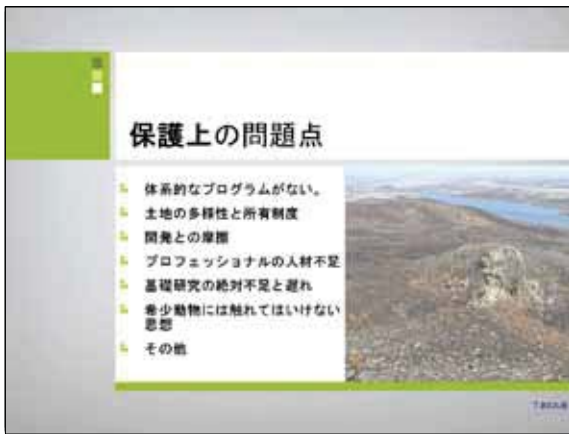 保護上の問題点
体系的なプログラムがない。
土地の多様性と所有制度
開発との摩擦
プロフェッショナルの人材不足
基礎研究の絶対不足と遅れ
希少動物には触れてはいけない
思想
その他